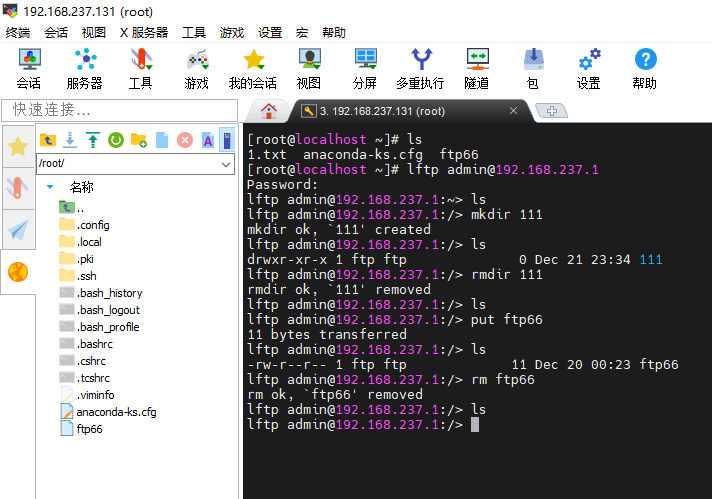 192.168.237.131 (root)
终端 会话 视图 X 服务器 工具 游戏 设置 宏 帮助
会话 服务器 工具 游戏 我的会话 视图 分屏 多重执行 隧道 包 设置 帮助
快速连接...
3. 192.168.237.131 (root)
/root/
名称
..
.config
.local
.pki
.ssh
.bash_history
.bash_logout
.bash_profile
.bashrc
.cshrc
.tcshrc
.viminfo
anaconda-ks.cfg
ftp66
[root@localhost ~]# ls
1.txt  anaconda-ks.cfg  ftp66
[root@localhost ~]# lftp admin@192.168.237.1
Password:
lftp admin@192.168.237.1:~> ls
lftp admin@192.168.237.1:/> mkdir 111
mkdir ok, `111' created
lftp admin@192.168.237.1:/> ls
drwxr-xr-x 1 ftp ftp              0 Dec 21 23:34 111
lftp admin@192.168.237.1:/> rmdir 111
rmdir ok, `111' removed
lftp admin@192.168.237.1:/> ls
lftp admin@192.168.237.1:/> put ftp66
11 bytes transferred
lftp admin@192.168.237.1:/> ls
-rw-r--r-- 1 ftp ftp             11 Dec 20 00:23 ftp66
lftp admin@192.168.237.1:/> rm ftp66
rm ok, `ftp66' removed
lftp admin@192.168.237.1:/> ls
lftp admin@192.168.237.1:/>